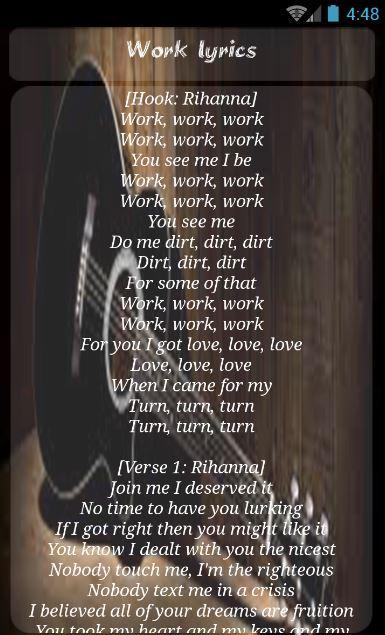 4:48
Work lyrics
[Hook: Rihanna]
Work, work, work
Work, work, work
You see me I be
Work, work, work
Work, work, work
You see me
Do me dirt, dirt, dirt
Dirt, dirt, dirt
For some of that
Work, work, work
Work, work, work
For you I got love, love, love
Love, love, love
When I came for my
Turn, turn, turn
Turn, turn, turn
[Verse 1: Rihanna]
Join me I deserved it
No time to have you lurking
If I got right then you might like it
You know I dealt with you the nicest
Nobody touch me, I'm the righteous
Nobody text me in a crisis
I believed all of your dreams are fruition
You took my heart and my keys and my